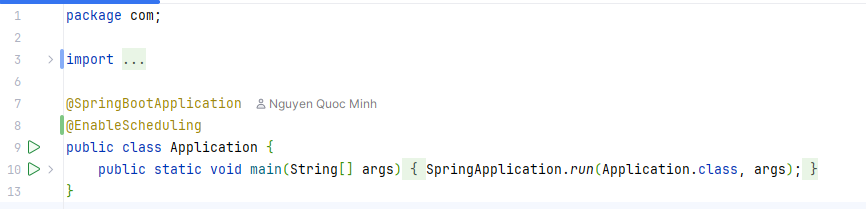 1 package com;
2
3 import ...
6
7 @SpringBootApplication Nguyen Quoc Minh
8 @EnableScheduling
9 public class Application {
10 public static void main(String[] args) { SpringApplication.run(Application.class, args); }
13 }